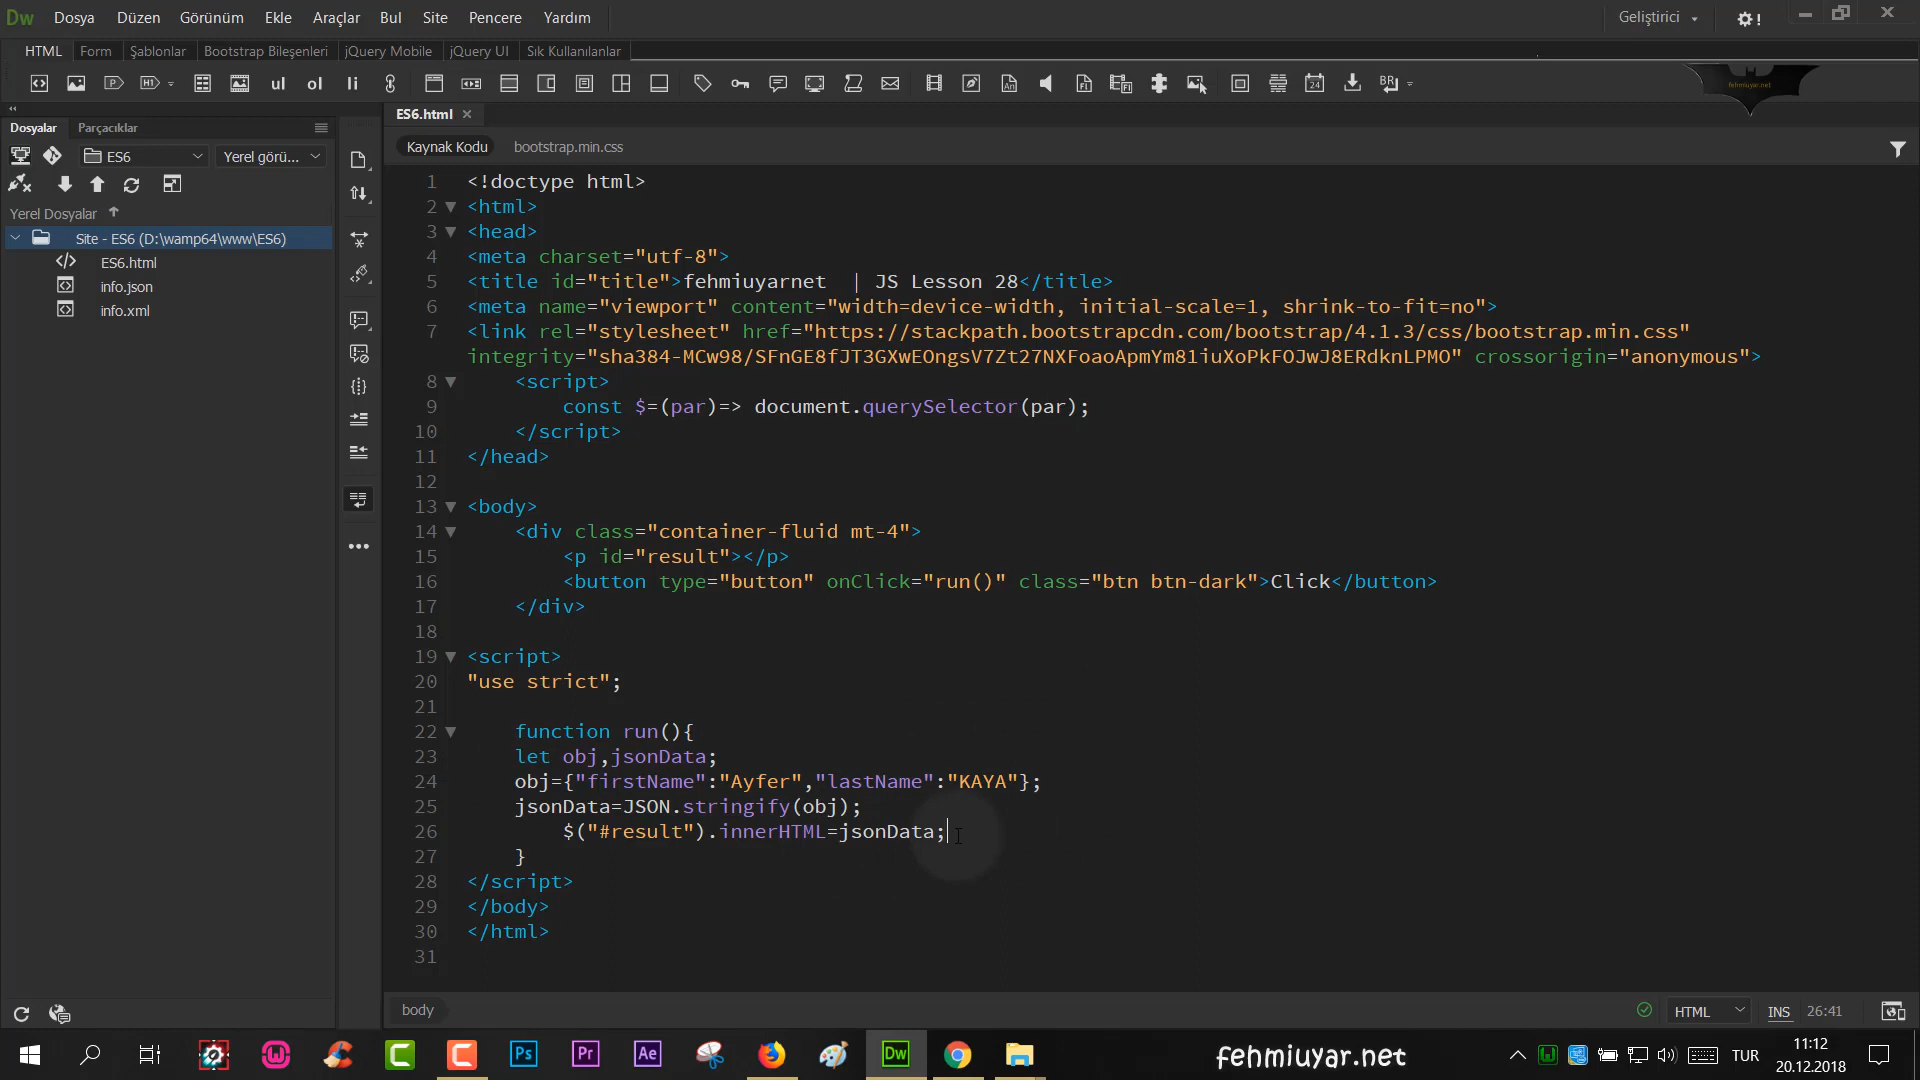 Dw Dosya Düzen Görünüm Ekle Araçlar Bul Site Pencere Yardım Geliştirici
HTML Form Şablonlar Bootstrap Bileşenleri jQuery Mobile jQuery UI Sık Kullanılanlar
ul ol li
fehmiuyar.net
ES6.html
Dosyalar Parçacıklar
Kaynak Kodu bootstrap.min.css
ES6 Yerel görü...
Yerel Dosyalar
Site - ES6 (D:\wamp64\www\ES6)
ES6.html
info.json
info.xml
1 <!doctype html>
2 <html>
3 <head>
4 <meta charset="utf-8">
5 <title id="title">fehmiuyarnet  | JS Lesson 28</title>
6 <meta name="viewport" content="width=device-width, initial-scale=1, shrink-to-fit=no">
7 <link rel="stylesheet" href="https://stackpath.bootstrapcdn.com/bootstrap/4.1.3/css/bootstrap.min.css"
integrity="sha384-MCw98/SFnGE8fJT3GXwEOngsV7Zt27NXFoaoApmYm81iuXoPkFOJwJ8ERdknLPMO" crossorigin="anonymous">
8 <script>
9 const $=(par)=> document.querySelector(par);
10 </script>
11 </head>
12
13 <body>
14 <div class="container-fluid mt-4">
15 <p id="result"></p>
16 <button type="button" onClick="run()" class="btn btn-dark">Click</button>
17 </div>
18
19 <script>
20 "use strict";
21
22 function run(){
23 let obj,jsonData;
24 obj={"firstName":"Ayfer","lastName":"KAYA"};
25 jsonData=JSON.stringify(obj);
26 $("#result").innerHTML=jsonData;
27 }
28 </script>
29 </body>
30 </html>
31
body HTML INS 26:41
Ps Pr Ae Dw fehmiuyar.net TUR 11:12
20.12.2018